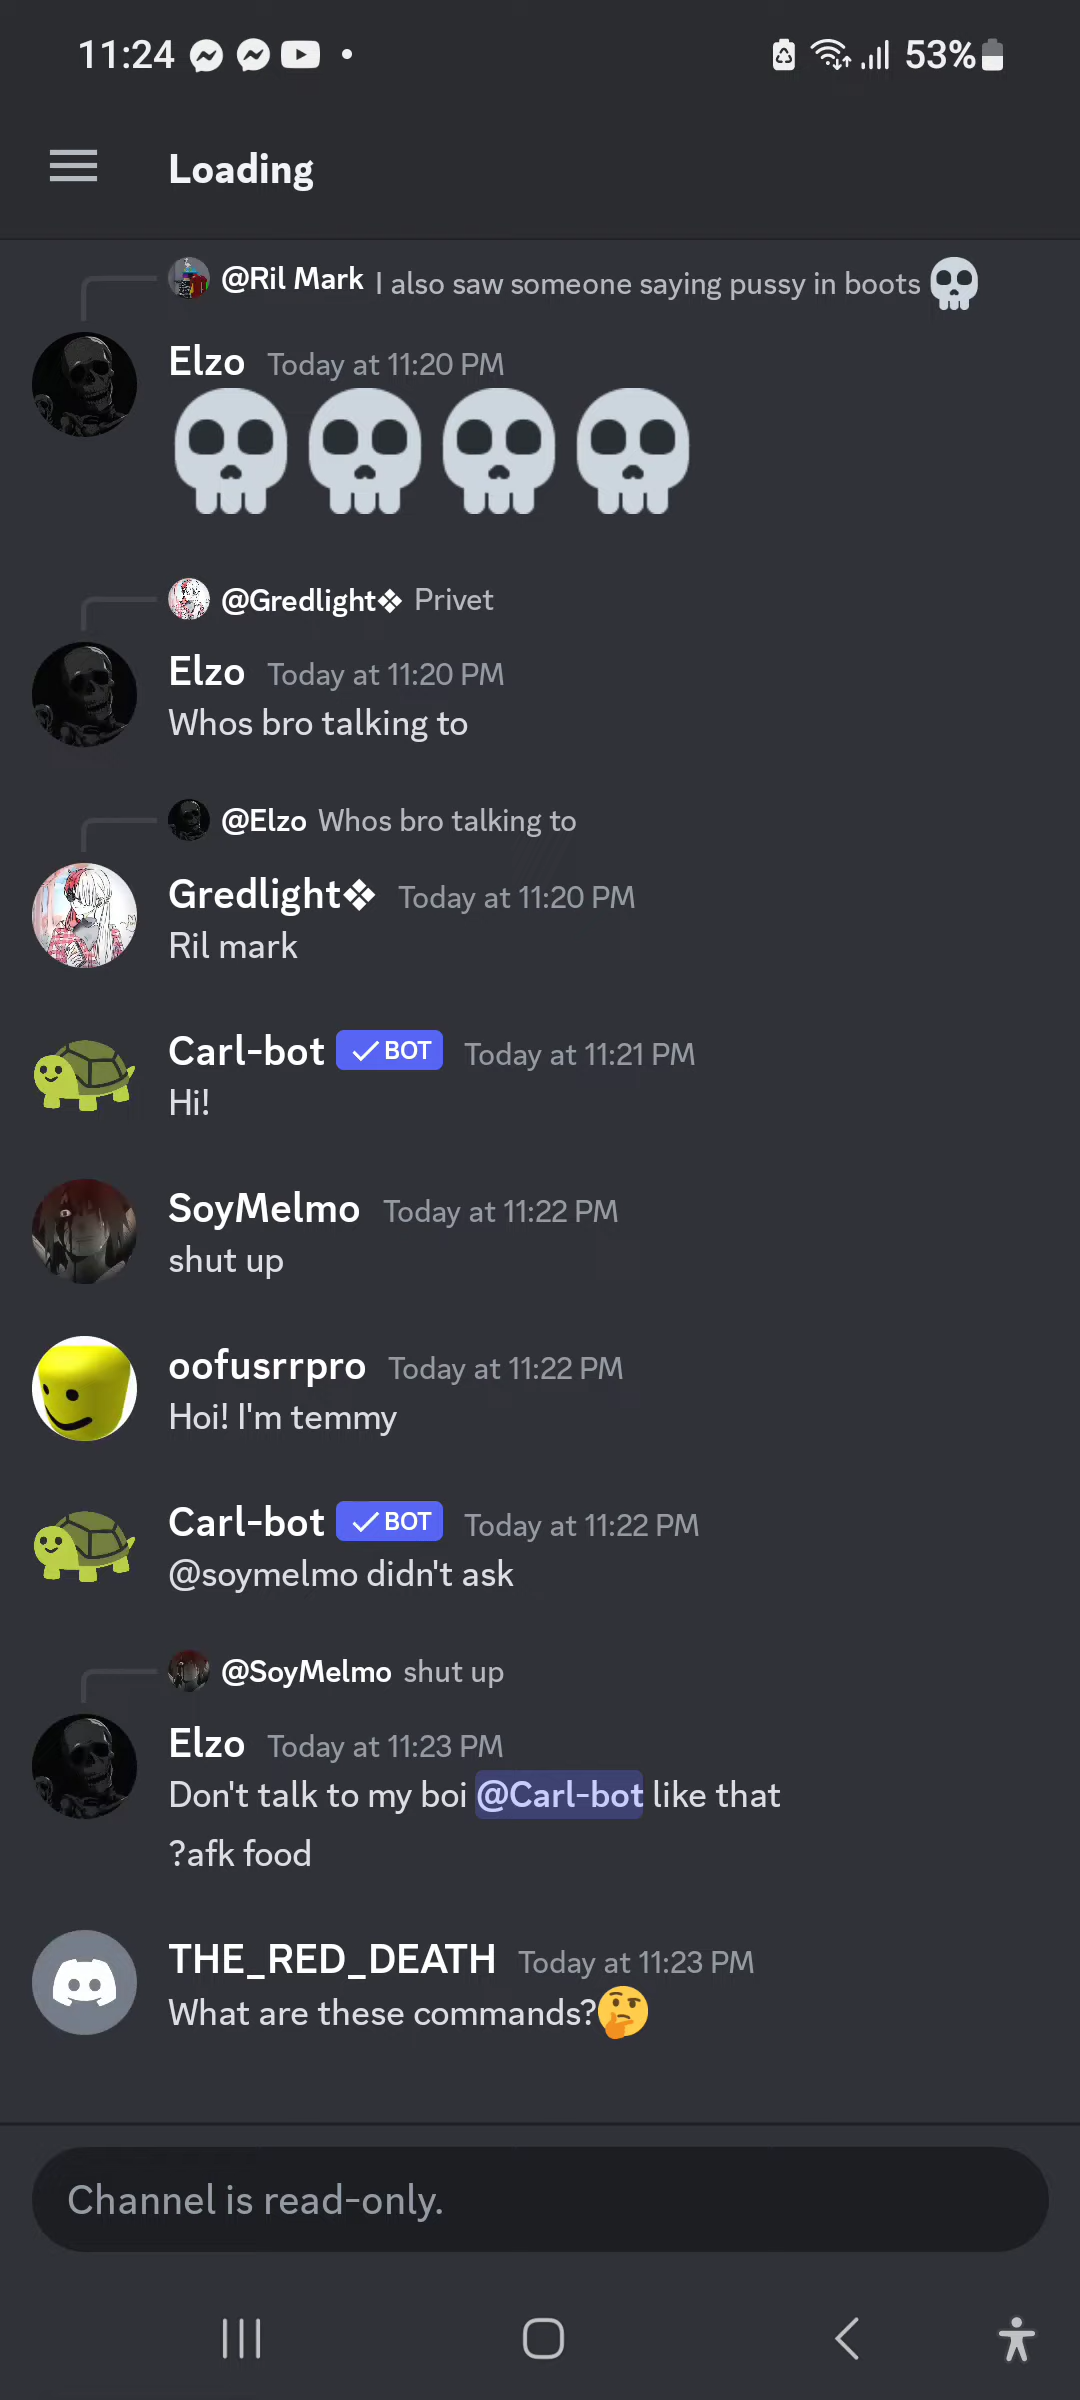 11:24 53%
Loading
@Ril Mark I also saw someone saying pussy in boots 💀
Elzo Today at 11:20 PM
💀💀💀💀
@Gredlight❖ Privet
Elzo Today at 11:20 PM
Whos bro talking to
@Elzo Whos bro talking to
Gredlight❖ Today at 11:20 PM
Ril mark
Carl-bot ✓ BOT Today at 11:21 PM
Hi!
SoyMelmo Today at 11:22 PM
shut up
oofusrrpro Today at 11:22 PM
Hoi! I'm temmy
Carl-bot ✓ BOT Today at 11:22 PM
@soymelmo didn't ask
@SoyMelmo shut up
Elzo Today at 11:23 PM
Don't talk to my boi @Carl-bot like that
?afk food
THE_RED_DEATH Today at 11:23 PM
What are these commands?🤔
Channel is read-only.